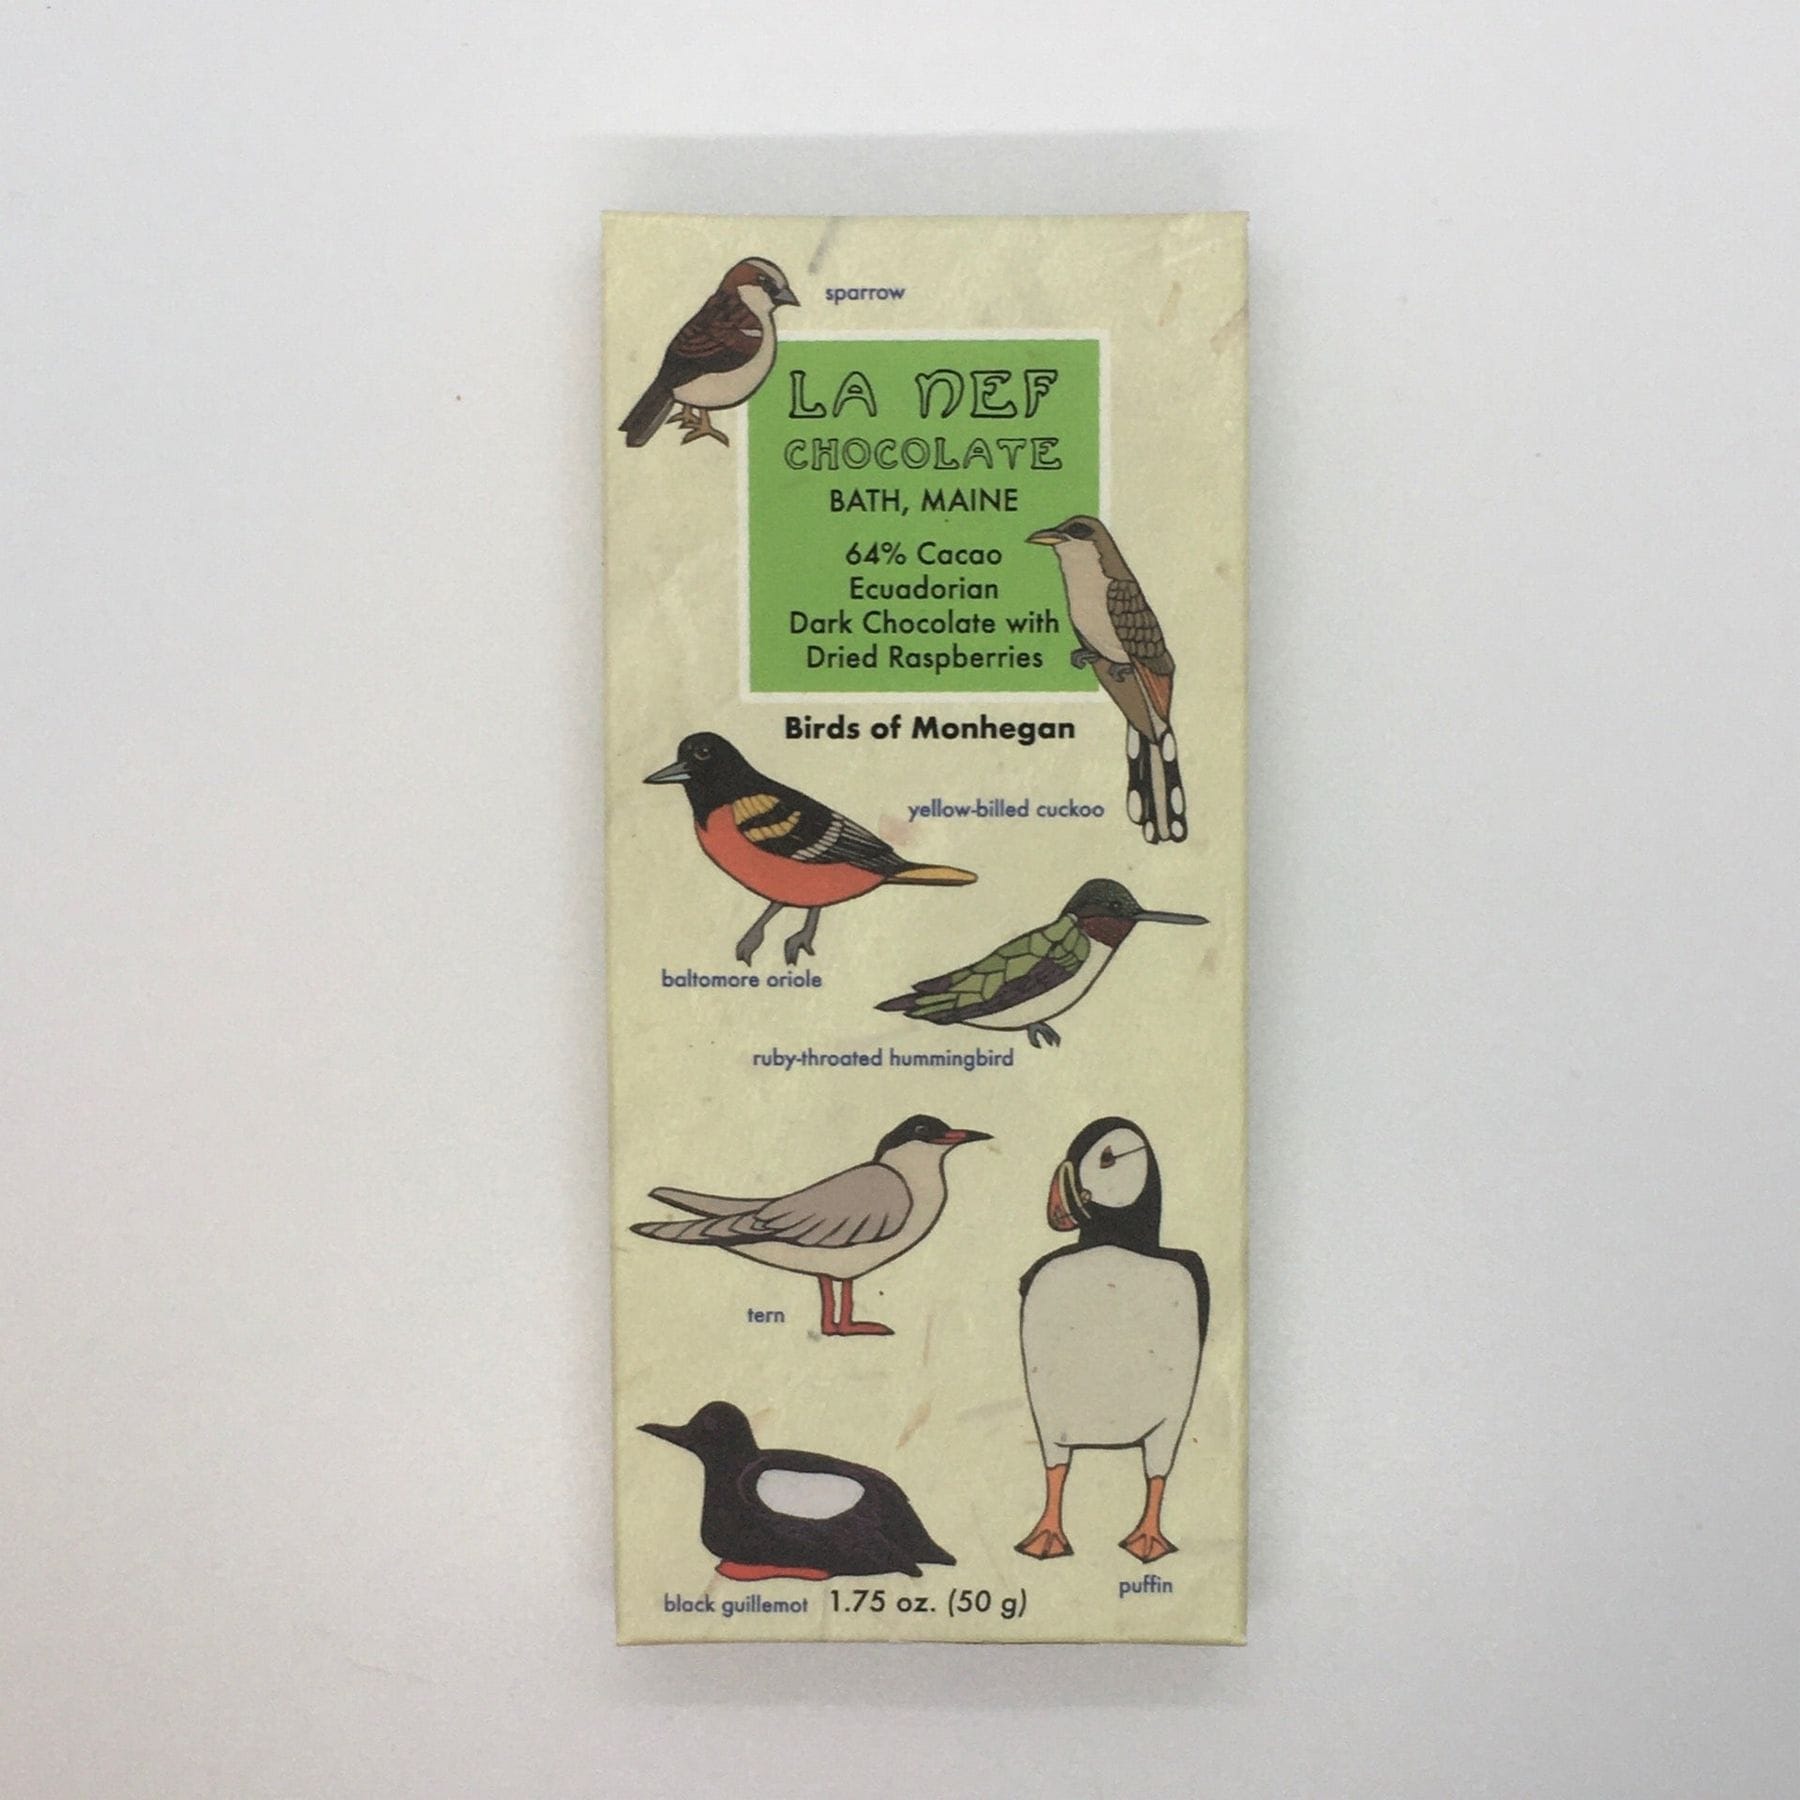 sparrow
LA NEF
CHOCOLATE
BATH, MAINE
64% Cacao
Ecuadorian
Dark Chocolate with
Dried Raspberries
Birds of Monhegan
yellow-billed cuckoo
baltomore oriole
ruby-throated hummingbird
tern
puffin
black guillemot
1.75 oz. (50 g)